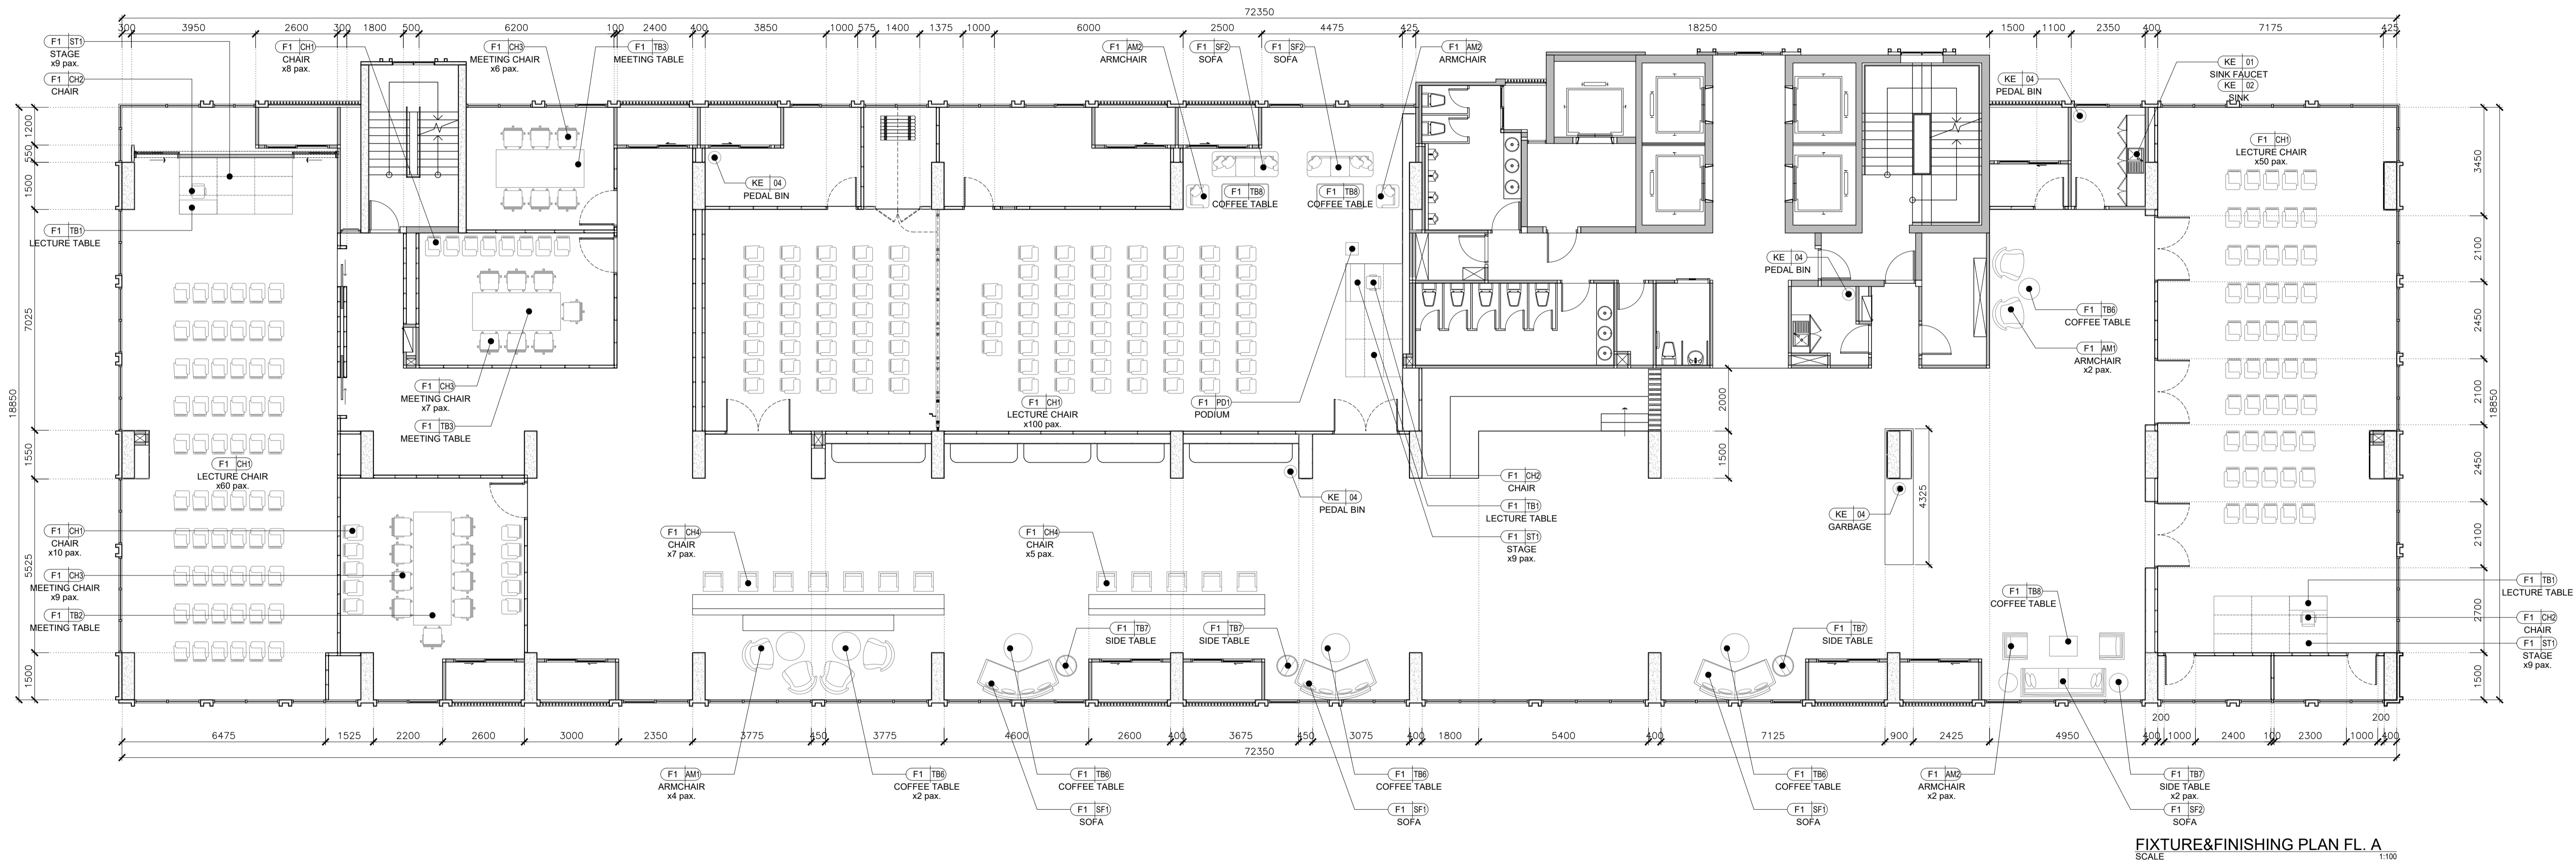 72350
300 3950 2600 300 1800 500 6200 100 2400 400 3850 1000 575 1400 1375 1000 6000 2500 4475 425 18250 1500 1100 2350 400 7175 425
F1 ST1
STAGE
x9 pax.
F1 CH2
CHAIR
F1 CH1
CHAIR
x8 pax.
F1 CH3
MEETING CHAIR
x6 pax.
F1 TB3
MEETING TABLE
F1 AM2
ARMCHAIR
F1 SF2
SOFA
F1 SF2
SOFA
F1 AM2
ARMCHAIR
KE 04
PEDAL BIN
KE 01
SINK FAUCET
KE 02
SINK
18850
1200
550
1500
7025
1550
5525
1500
F1 TB1
LECTURE TABLE
KE 04
PEDAL BIN
F1 TB8
COFFEE TABLE
F1 TB8
COFFEE TABLE
F1 CH1
LECTURE CHAIR
x50 pax.
KE 04
PEDAL BIN
F1 TB6
COFFEE TABLE
F1 AM1
ARMCHAIR
x2 pax.
3450
2100
2450
2100
2450
2100
2700
1500
18850
F1 CH3
MEETING CHAIR
x7 pax.
F1 TB3
MEETING TABLE
F1 CH1
LECTURE CHAIR
x100 pax.
F1 PD1
PODIUM
2000
1500
F1 CH1
LECTURE CHAIR
x60 pax.
KE 04
PEDAL BIN
F1 CH2
CHAIR
F1 TB1
LECTURE TABLE
F1 ST1
STAGE
x9 pax.
KE 04
GARBAGE
4325
F1 CH1
CHAIR
x10 pax.
F1 CH3
MEETING CHAIR
x9 pax.
F1 TB2
MEETING TABLE
F1 CH4
CHAIR
x7 pax.
F1 CH4
CHAIR
x5 pax.
F1 TB7
SIDE TABLE
F1 TB7
SIDE TABLE
F1 TB7
SIDE TABLE
F1 TB8
COFFEE TABLE
F1 TB1
LECTURE TABLE
F1 CH2
CHAIR
F1 ST1
STAGE
x9 pax.
200 200
6475 1525 2200 2600 3000 2350 400 3775 450 3775 4600 2600 400 3675 450 3075 400 1800 5400 400 7125 900 2425 4950 400 1000 2400 100 2300 1000 400
72350
F1 AM1
ARMCHAIR
x4 pax.
F1 TB6
COFFEE TABLE
x2 pax.
F1 TB6
COFFEE TABLE
F1 SF1
SOFA
F1 TB6
COFFEE TABLE
F1 SF1
SOFA
F1 TB6
COFFEE TABLE
F1 SF1
SOFA
F1 AM2
ARMCHAIR
x2 pax.
F1 TB7
SIDE TABLE
x2 pax.
F1 SF2
SOFA
FIXTURE&FINISHING PLAN FL. A
SCALE 1:100